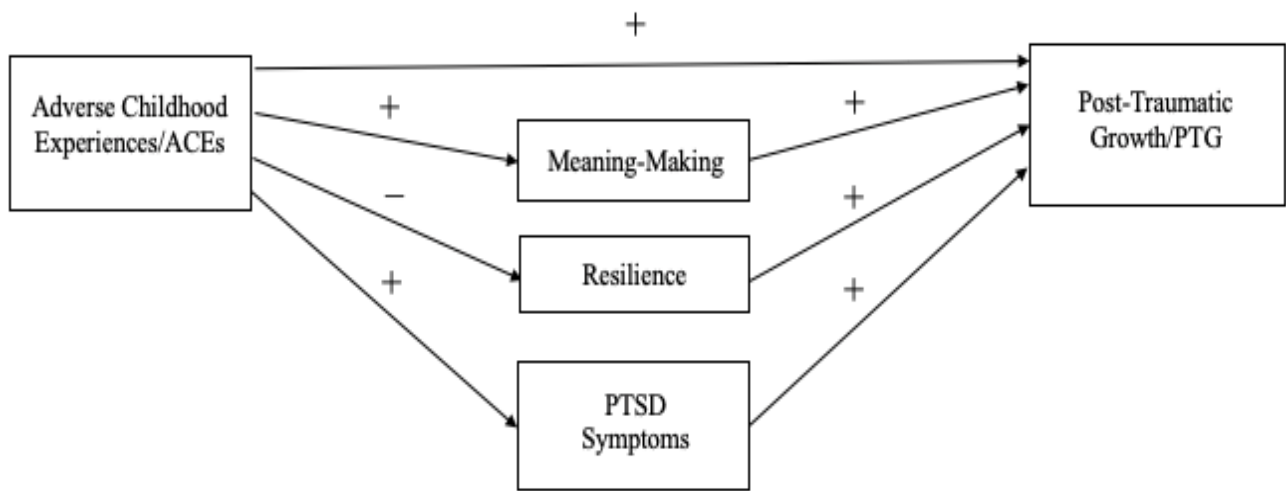 +
Adverse Childhood
Experiences/ACEs
Post-Traumatic
Growth/PTG
+
+
Meaning-Making
−
+
Resilience
+
+
PTSD
Symptoms